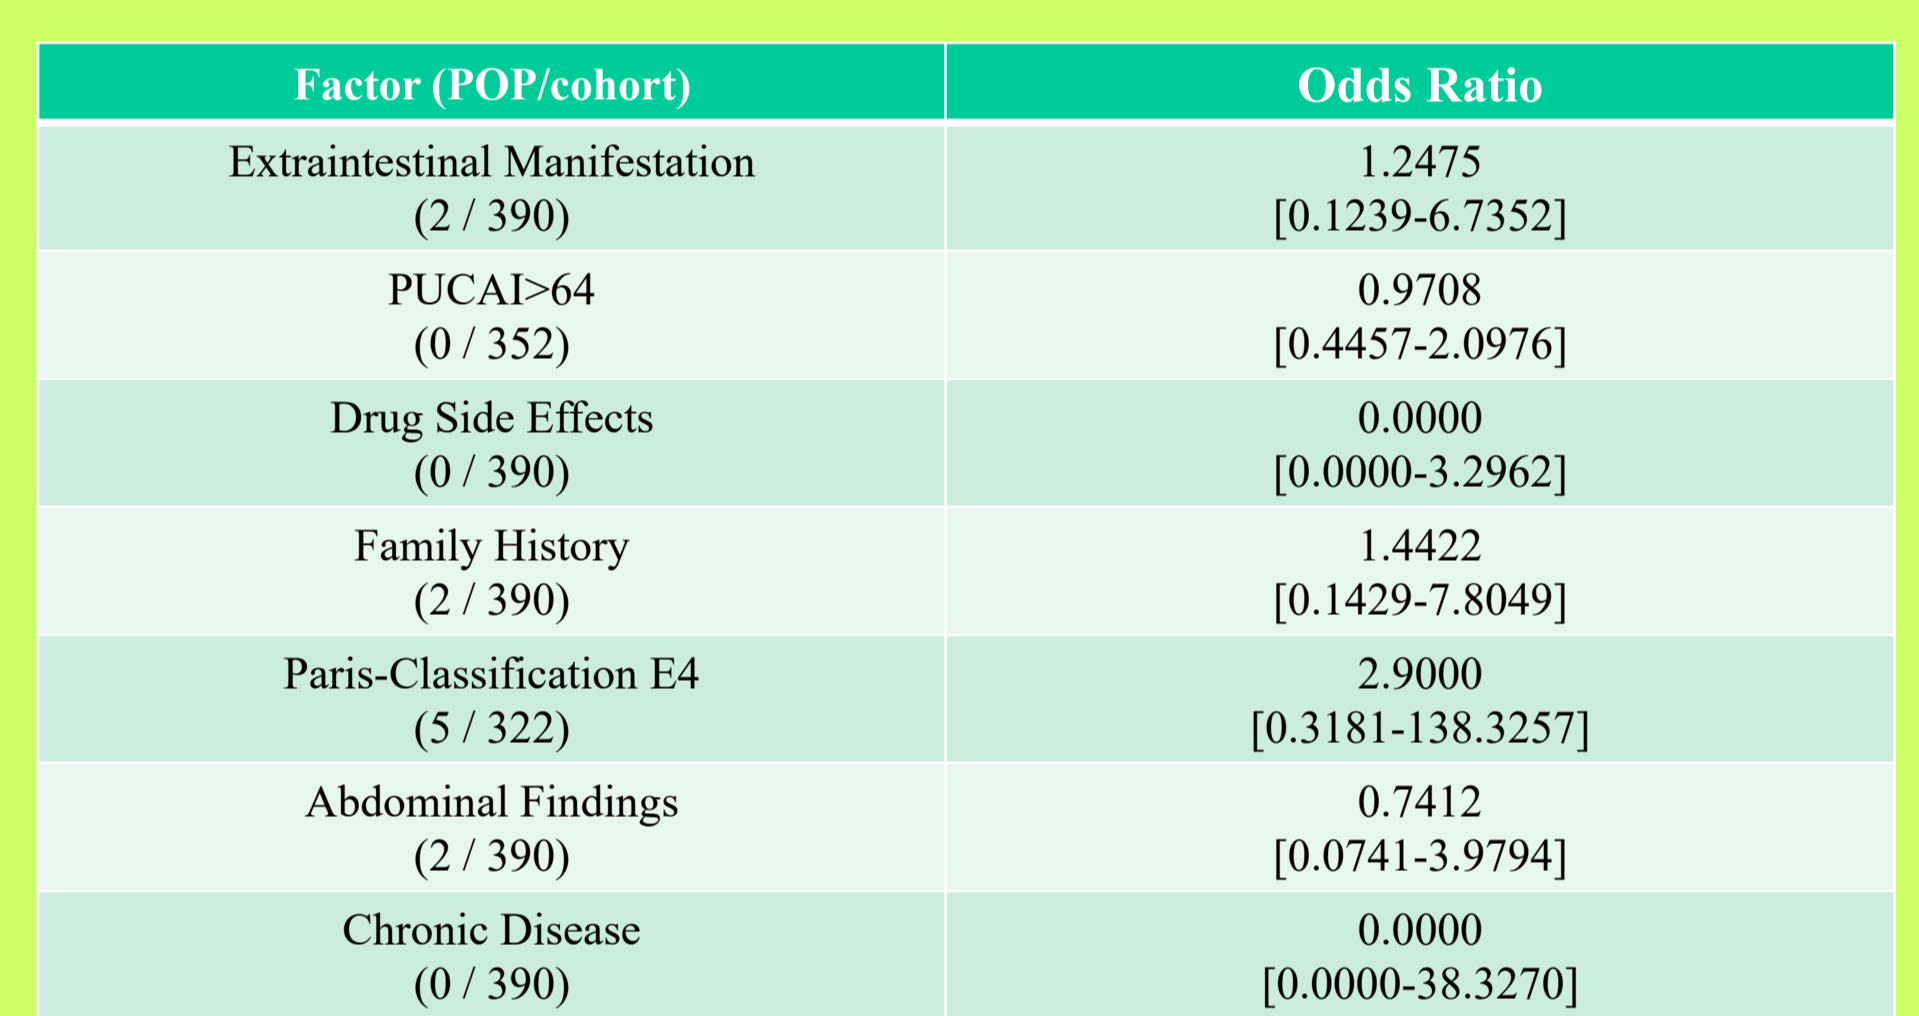 Factor (POP/cohort)
Odds Ratio
Extraintestinal Manifestation
(2 / 390)
1.2475
[0.1239-6.7352]
PUCAI>64
(0 / 352)
0.9708
[0.4457-2.0976]
Drug Side Effects
(0 / 390)
0.0000
[0.0000-3.2962]
Family History
(2 / 390)
1.4422
[0.1429-7.8049]
Paris-Classification E4
(5 / 322)
2.9000
[0.3181-138.3257]
Abdominal Findings
(2 / 390)
0.7412
[0.0741-3.9794]
Chronic Disease
(0 / 390)
0.0000
[0.0000-38.3270]